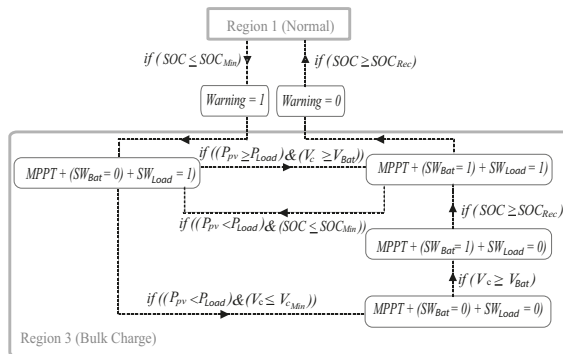 Region 1 (Normal)
if (SOC ≤ SOC_Min)
if (SOC ≥ SOC_Rec)
Warning = 1
Warning = 0
if ((P_pv ≥ P_Load) & (V_c ≥ V_Bat))
MPPT + (SW_Bat = 0) + SW_Load = 1)
MPPT + (SW_Bat = 1) + SW_Load = 1)
if ((P_pv < P_Load) & (SOC ≤ SOC_Min))
if (SOC ≥ SOC_Rec)
MPPT + (SW_Bat = 1) + SW_Load = 0)
if (V_c ≥ V_Bat)
if ((P_pv < P_Load) & (V_c ≤ V_c_Min))
MPPT + (SW_Bat = 0) + SW_Load = 0)
Region 3 (Bulk Charge)